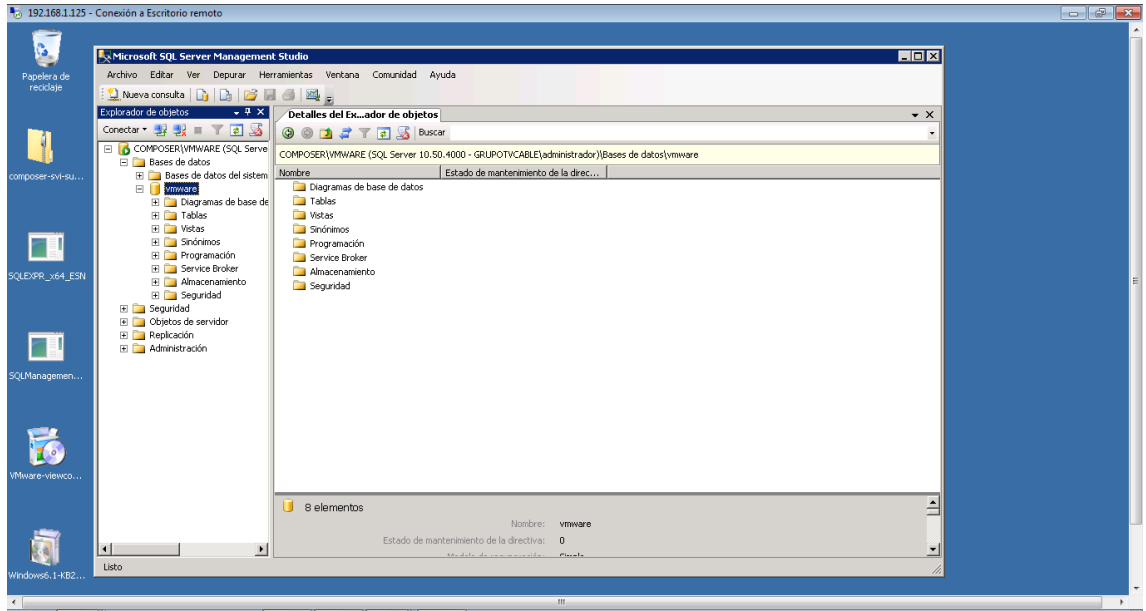 192.168.1.125 - Conexión a Escritorio remoto
Papelera de
reciclaje
composer-svi-su...
SQLEXPR_x64_ESN
SQLManagemen...
VMware-viewco...
Windows6.1-KB2...
Microsoft SQL Server Management Studio
Archivo Editar Ver Depurar Herramientas Ventana Comunidad Ayuda
Nueva consulta
Explorador de objetos
Conectar
COMPOSER\VMWARE (SQL Serve
Bases de datos
Bases de datos del sistem
vmware
Diagramas de base de
Tablas
Vistas
Sinónimos
Programación
Service Broker
Almacenamiento
Seguridad
Seguridad
Objetos de servidor
Replicación
Administración
Detalles del Ex...ador de objetos
Buscar
COMPOSER\VMWARE (SQL Server 10.50.4000 - GRUPOTVCABLE\administrador)\Bases de datos\vmware
Nombre Estado de mantenimiento de la direc...
Diagramas de base de datos
Tablas
Vistas
Sinónimos
Programación
Service Broker
Almacenamiento
Seguridad
8 elementos
Nombre: vmware
Estado de mantenimiento de la directiva: 0
Modelo de recuperación: Simple
Listo